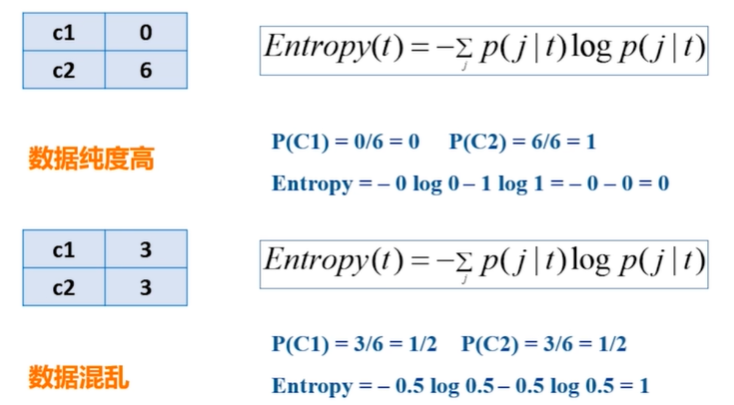 c1 0
c2 6
Entropy(t) = −∑ p(j | t) log p(j | t)
j
数据纯度高
P(C1) = 0/6 = 0 P(C2) = 6/6 = 1
Entropy = – 0 log 0 – 1 log 1 = – 0 – 0 = 0
c1 3
c2 3
Entropy(t) = −∑ p(j | t) log p(j | t)
j
数据混乱
P(C1) = 3/6 = 1/2 P(C2) = 3/6 = 1/2
Entropy = – 0.5 log 0.5 – 0.5 log 0.5 = 1